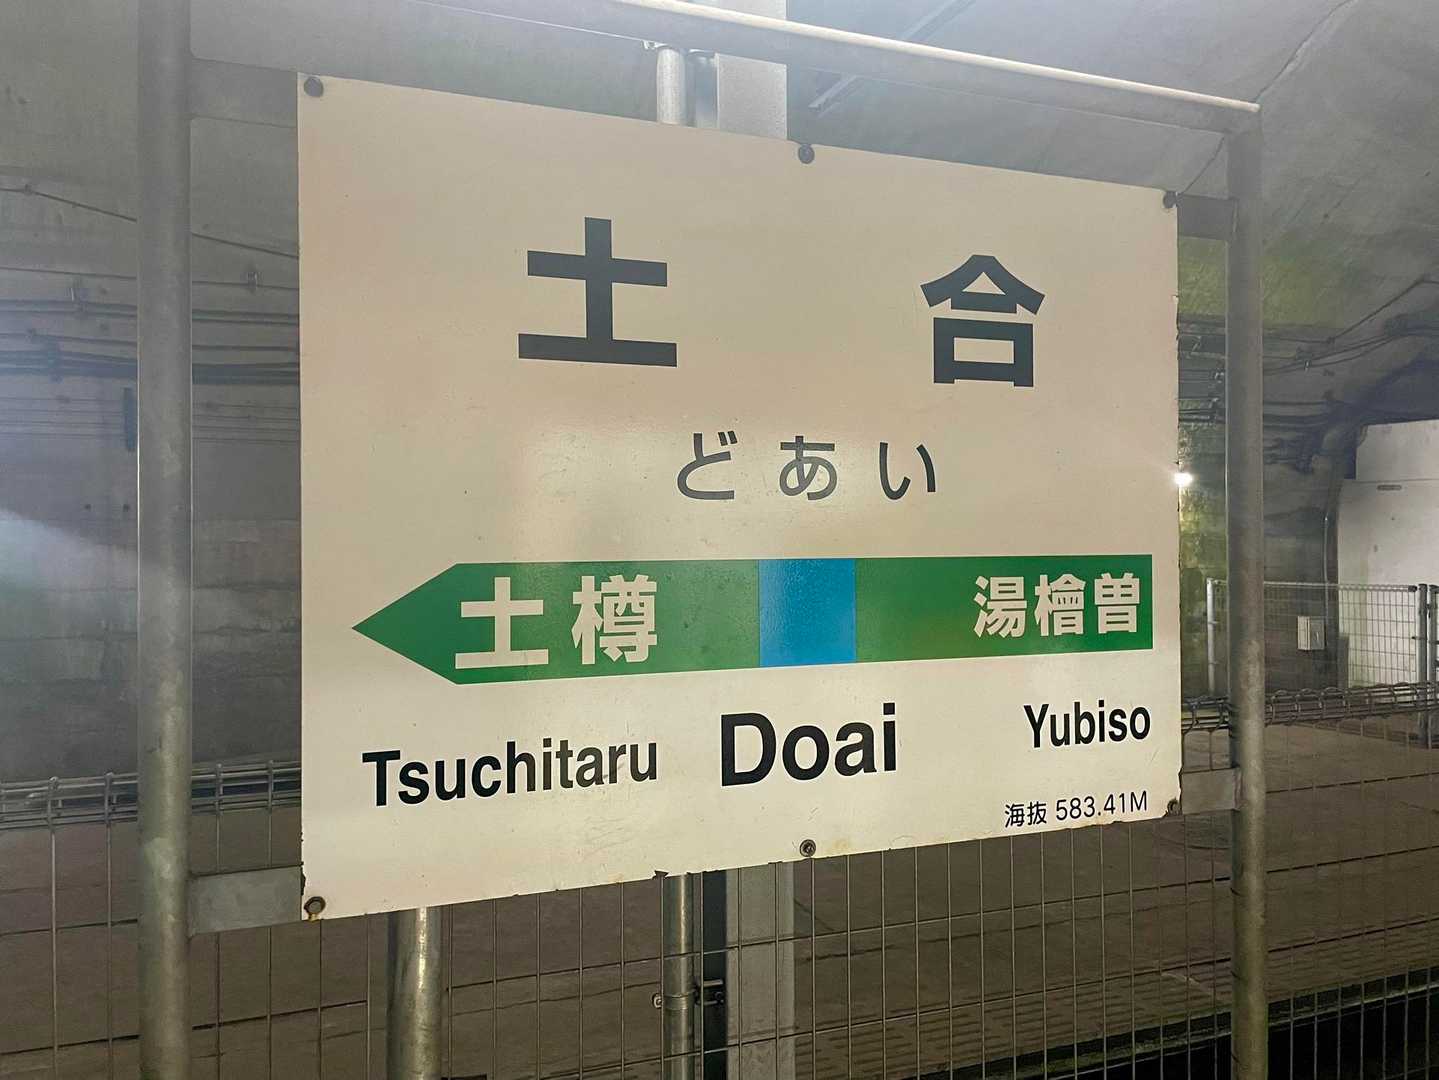 土合
どあい
土樽 湯檜曽
Tsuchitaru Doai Yubiso
海抜 583.41M